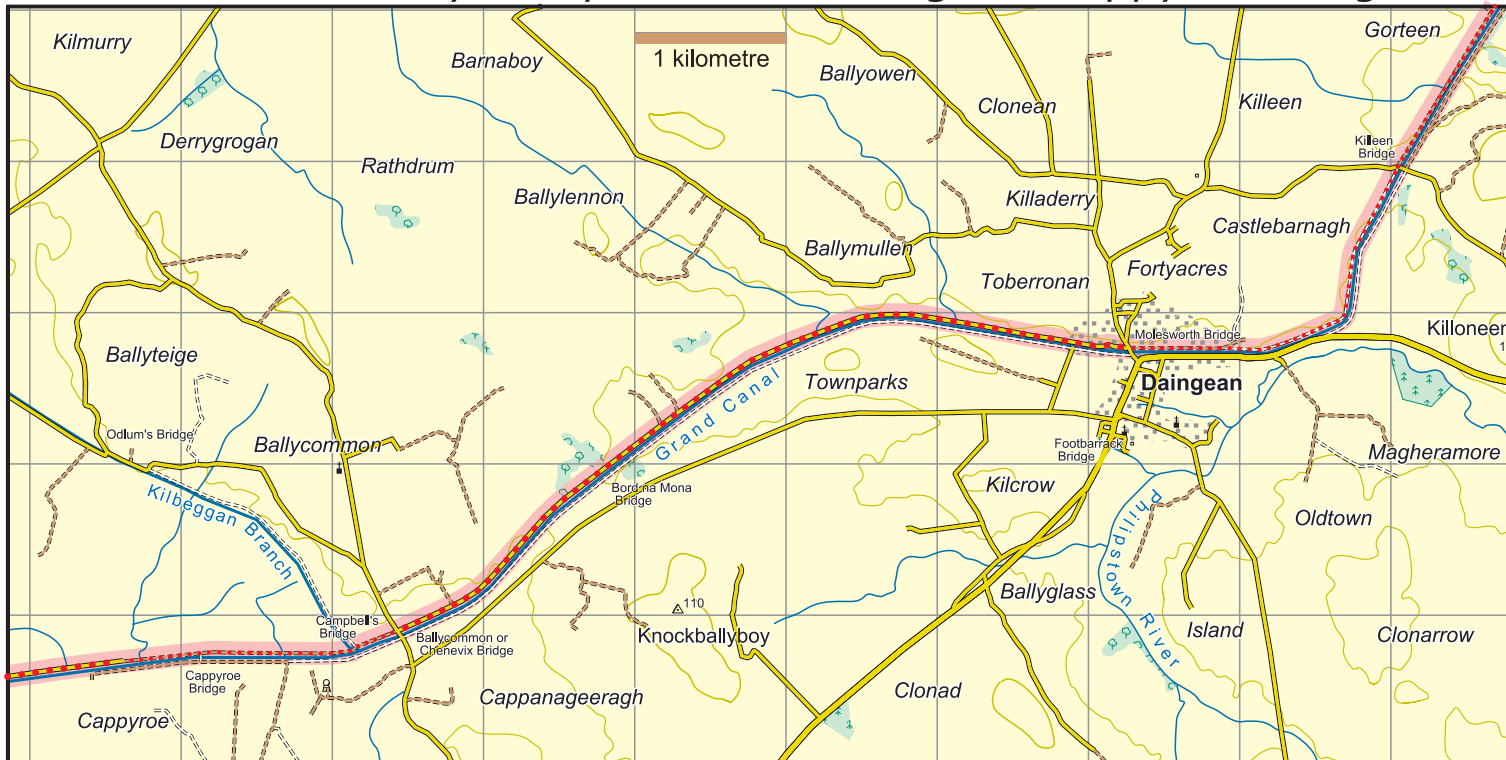 Kilmurry
Barnaboy
1 kilometre
Ballyowen
Gorteen
Clonean
Killeen
Derrygrogan
Rathdrum
Killeen
Bridge
Ballylennon
Killaderry
Castlebarnagh
Ballymullen
Toberronan
Fortyacres
Ballyteige
Molesworth Bridge
Killoneen
Townparks
Daingean
Grand Canal
Odlum's Bridge
Ballycommon
Footbarrack
Bridge
Magheramore
Kilbeggan Branch
Bord na Mona
Bridge
Kilcrow
Philipstown River
Oldtown
110
Ballyglass
Campbell's
Bridge
Ballycommon or
Chenevix Bridge
Knockballyboy
Island
Clonarrow
Cappyroe
Bridge
Cappanageeragh
Clonad
Cappyroe